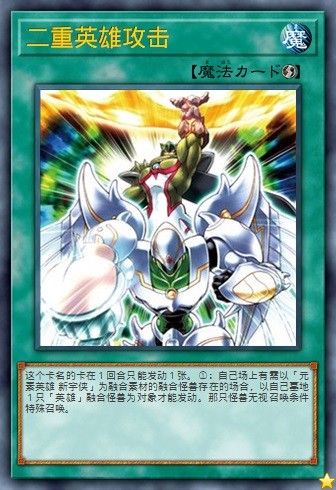 二重英雄攻击
魔
【魔法カード】
这个卡名的卡在１回合只能发动１张。①：自己场上有需以「元
素英雄 新宇侠」为融合素材的融合怪兽存在的场合，以自己墓地
１只「英雄」融合怪兽为对象才能发动。那只怪兽无视召唤条件
特殊召唤。